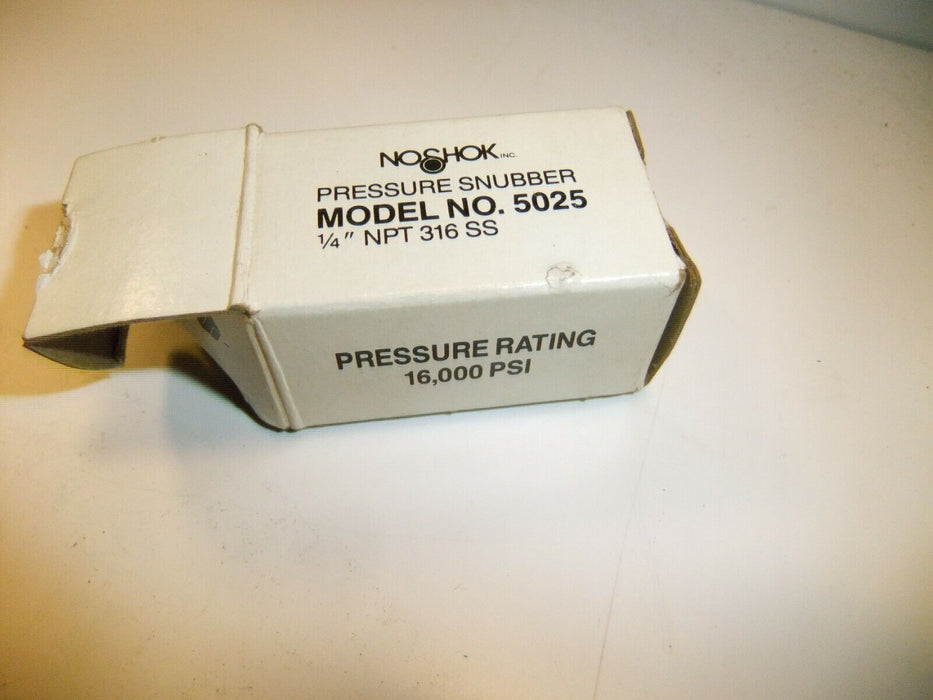 NOSHOK INC.
PRESSURE SNUBBER
MODEL NO. 5025
1/4" NPT 316 SS
PRESSURE RATING
16,000 PSI